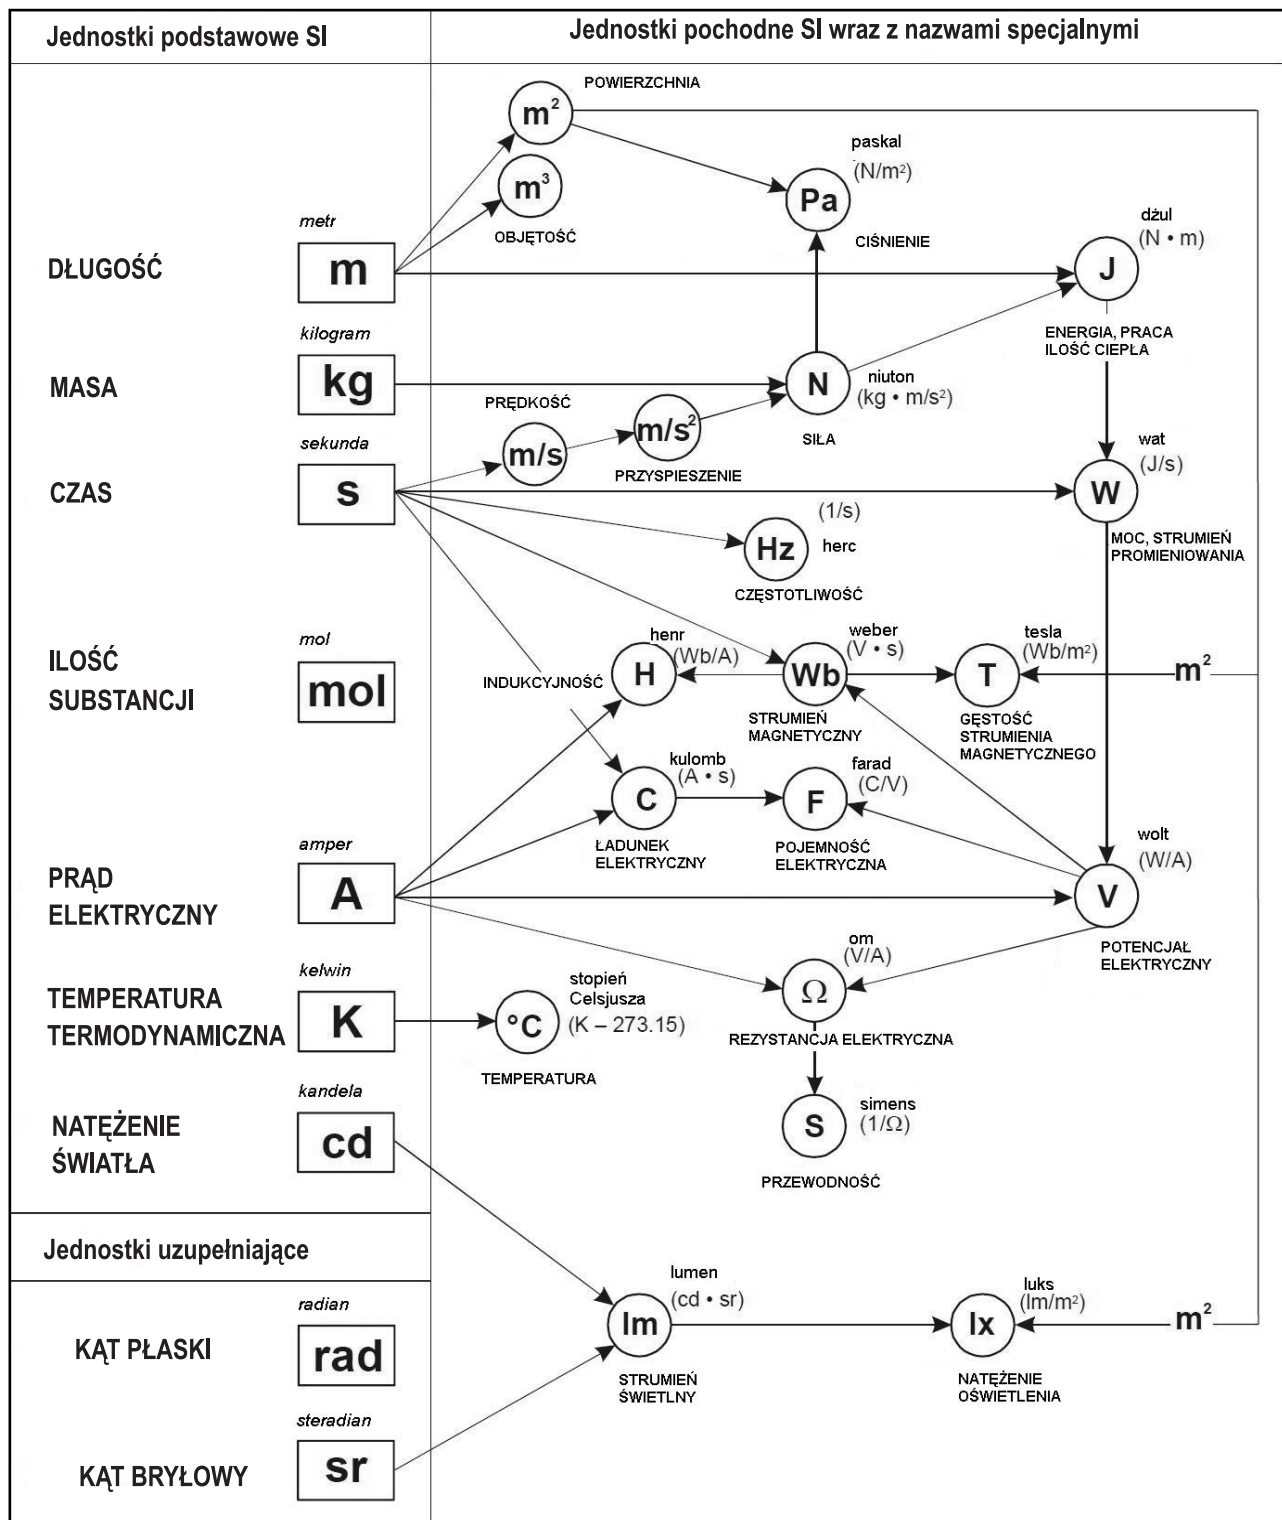 Jednostki podstawowe SI
Jednostki pochodne SI wraz z nazwami specjalnymi
m²
POWIERZCHNIA
m³
OBJĘTOŚĆ
paskal
(N/m²)
Pa
CIŚNIENIE
dżul
(N • m)
J
ENERGIA, PRACA
ILOŚĆ CIEPŁA
DŁUGOŚĆ
metr
m
MASA
kilogram
kg
PRĘDKOŚĆ
m/s
m/s²
PRZYSPIESZENIE
N
niuton
(kg • m/s²)
SIŁA
CZAS
sekunda
s
wat
(J/s)
W
MOC, STRUMIEŃ
PROMIENIOWANIA
(1/s)
Hz
herc
CZĘSTOTLIWOŚĆ
ILOŚĆ
SUBSTANCJI
mol
mol
INDUKCYJNOŚĆ
henr
(Wb/A)
H
weber
(V • s)
Wb
STRUMIEŃ
MAGNETYCZNY
tesla
(Wb/m²)
T
GĘSTOŚĆ
STRUMIENIA
MAGNETYCZNEGO
m²
kulomb
(A • s)
C
ŁADUNEK
ELEKTRYCZNY
farad
(C/V)
F
POJEMNOŚĆ
ELEKTRYCZNA
wolt
(W/A)
V
POTENCJAŁ
ELEKTRYCZNY
PRĄD
ELEKTRYCZNY
amper
A
om
(V/A)
Ω
REZYSTANCJA ELEKTRYCZNA
TEMPERATURA
TERMODYNAMICZNA
kelwin
K
stopień
Celsjusza
(K – 273.15)
°C
TEMPERATURA
simens
(1/Ω)
S
PRZEWODNOŚĆ
NATĘŻENIE
ŚWIATŁA
kandela
cd
Jednostki uzupełniające
KĄT PŁASKI
radian
rad
lumen
(cd • sr)
lm
STRUMIEŃ
ŚWIETLNY
luks
(lm/m²)
lx
NATĘŻENIE
OŚWIETLENIA
m²
KĄT BRYŁOWY
steradian
sr